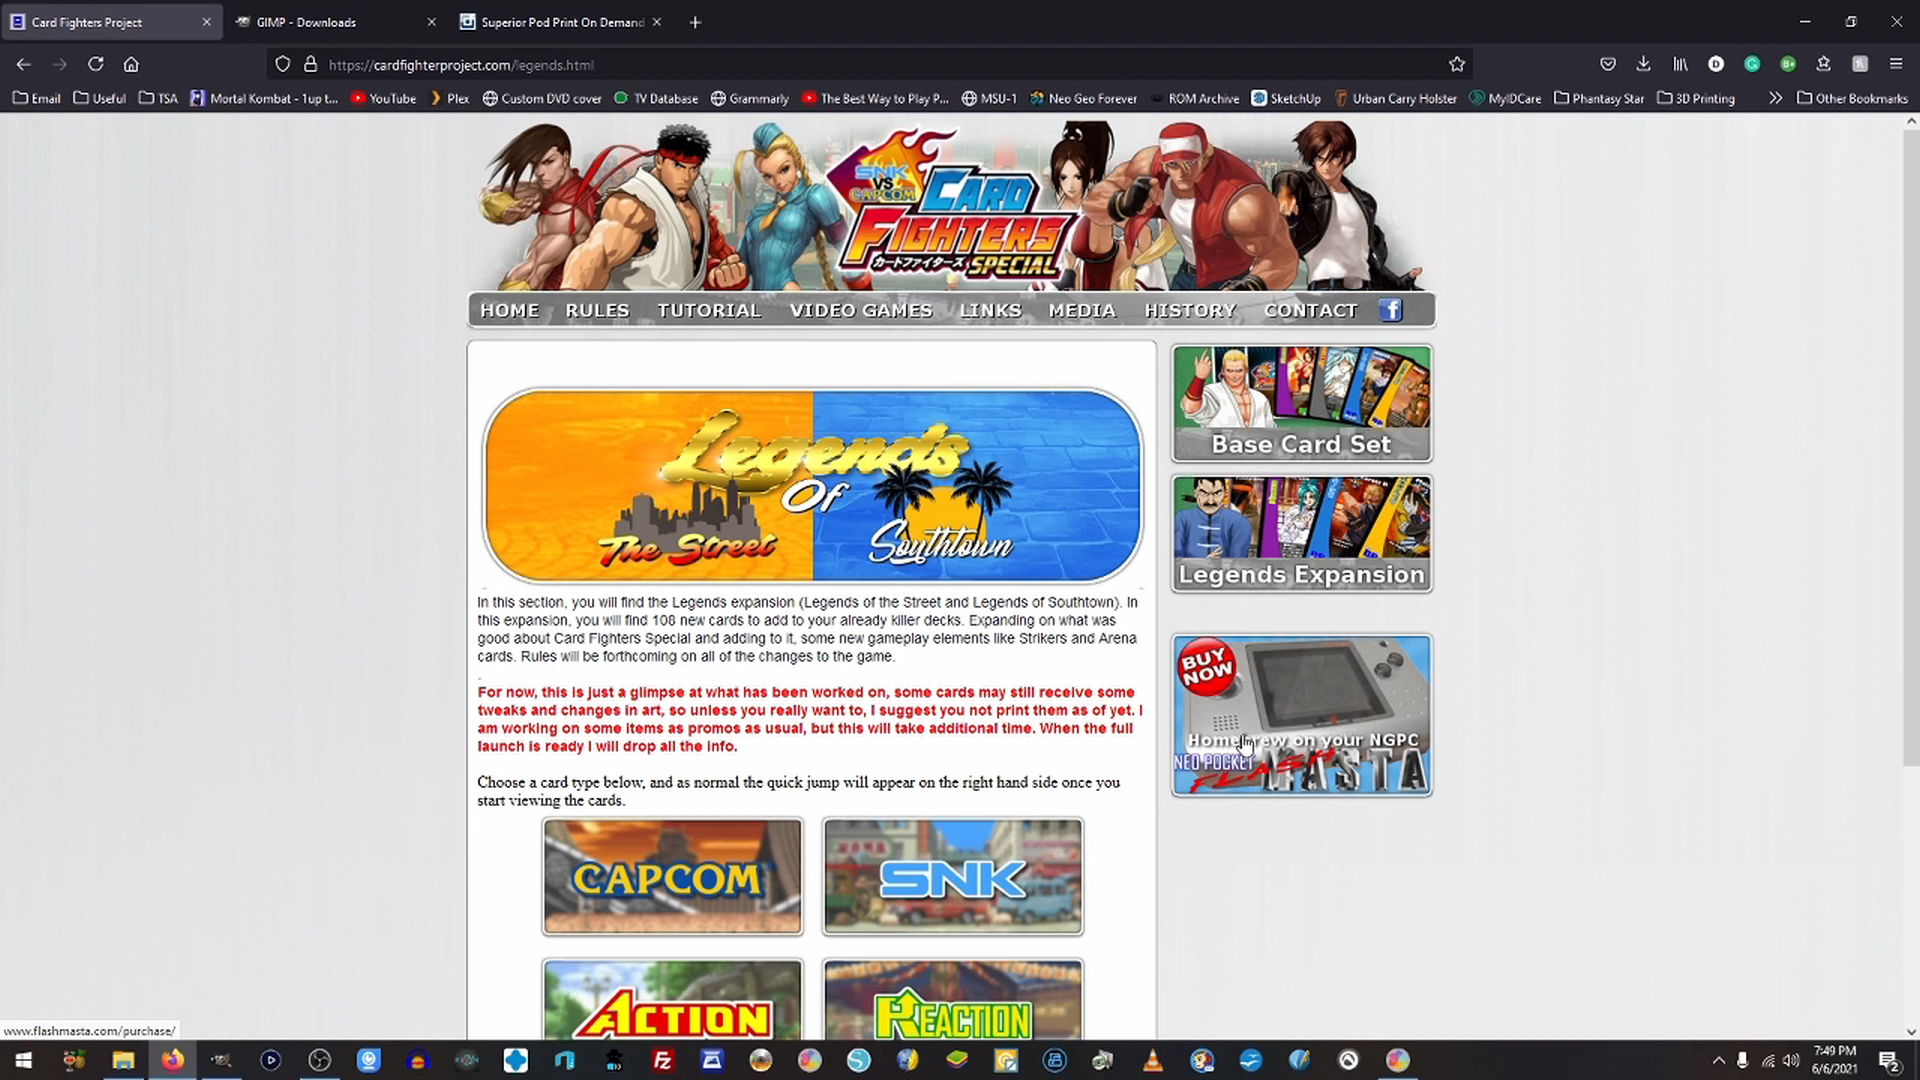 Card Fighters Project
GIMP - Downloads
Superior Pod Print On Demand
https://cardfighterproject.com/legends.html
Email Useful TSA Mortal Kombat - 1up t... YouTube Plex Custom DVD cover TV Database Grammarly The Best Way to Play P... MSU-1 Neo Geo Forever ROM Archive SketchUp Urban Carry Holster MyIDCare Phantasy Star 3D Printing Other Bookmarks
SNK
VS
CAPCOM
CARD
FIGHTERS
カードファイターズ SPECIAL
HOME RULES TUTORIAL VIDEO GAMES LINKS MEDIA HISTORY CONTACT f
Legends
Of
The Street
Southtown
In this section, you will find the Legends expansion (Legends of the Street and Legends of Southtown). In
this expansion, you will find 108 new cards to add to your already killer decks. Expanding on what was
good about Card Fighters Special and adding to it, some new gameplay elements like Strikers and Arena
cards. Rules will be forthcoming on all of the changes to the game.
For now, this is just a glimpse at what has been worked on, some cards may still receive some
tweaks and changes in art, so unless you really want to, I suggest you not print them as of yet. I
am working on some items as promos as usual, but this will take additional time. When the full
launch is ready I will drop all the info.
Choose a card type below, and as normal the quick jump will appear on the right hand side once you
start viewing the cards.
CAPCOM
SNK
ACTION
REACTION
Base Card Set
Legends Expansion
BUY
NOW
Homebrew on your NGPC
NEO POCKET
FLASH MASTA
www.flashmasta.com/purchase/
7:49 PM
6/6/2021
2